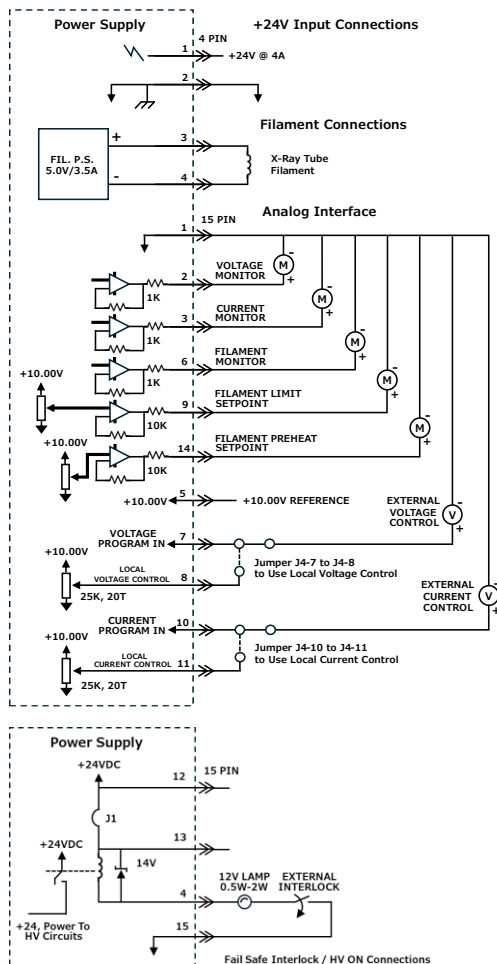 Power Supply
+24V Input Connections
4 PIN
1
+24V @ 4A
2
Filament Connections
FIL. P.S.
5.0V/3.5A
+
3
-
4
X-Ray Tube
Filament
Analog Interface
1
15 PIN
-
M
+
2
VOLTAGE
MONITOR
1K
-
M
+
3
CURRENT
MONITOR
1K
-
M
+
6
FILAMENT
MONITOR
1K
-
M
+
+10.00V
9
FILAMENT LIMIT
SETPOINT
10K
-
M
+
+10.00V
14
FILAMENT PREHEAT
SETPOINT
10K
+10.00V
5
+10.00V REFERENCE
EXTERNAL
VOLTAGE
CONTROL
-
V
+
VOLTAGE
PROGRAM IN
7
+10.00V
LOCAL
VOLTAGE CONTROL
8
25K, 20T
Jumper J4-7 to J4-8
to Use Local Voltage Control
EXTERNAL
CURRENT
CONTROL
-
V
+
CURRENT
PROGRAM IN
10
+10.00V
LOCAL
CURRENT CONTROL
11
25K, 20T
Jumper J4-10 to J4-11
to Use Local Current Control
Power Supply
+24VDC
12
15 PIN
J1
13
+24VDC
14V
4
12V LAMP
0.5W-2W
EXTERNAL
INTERLOCK
+24, Power To
HV Circuits
15
Fail Safe Interlock / HV ON Connections